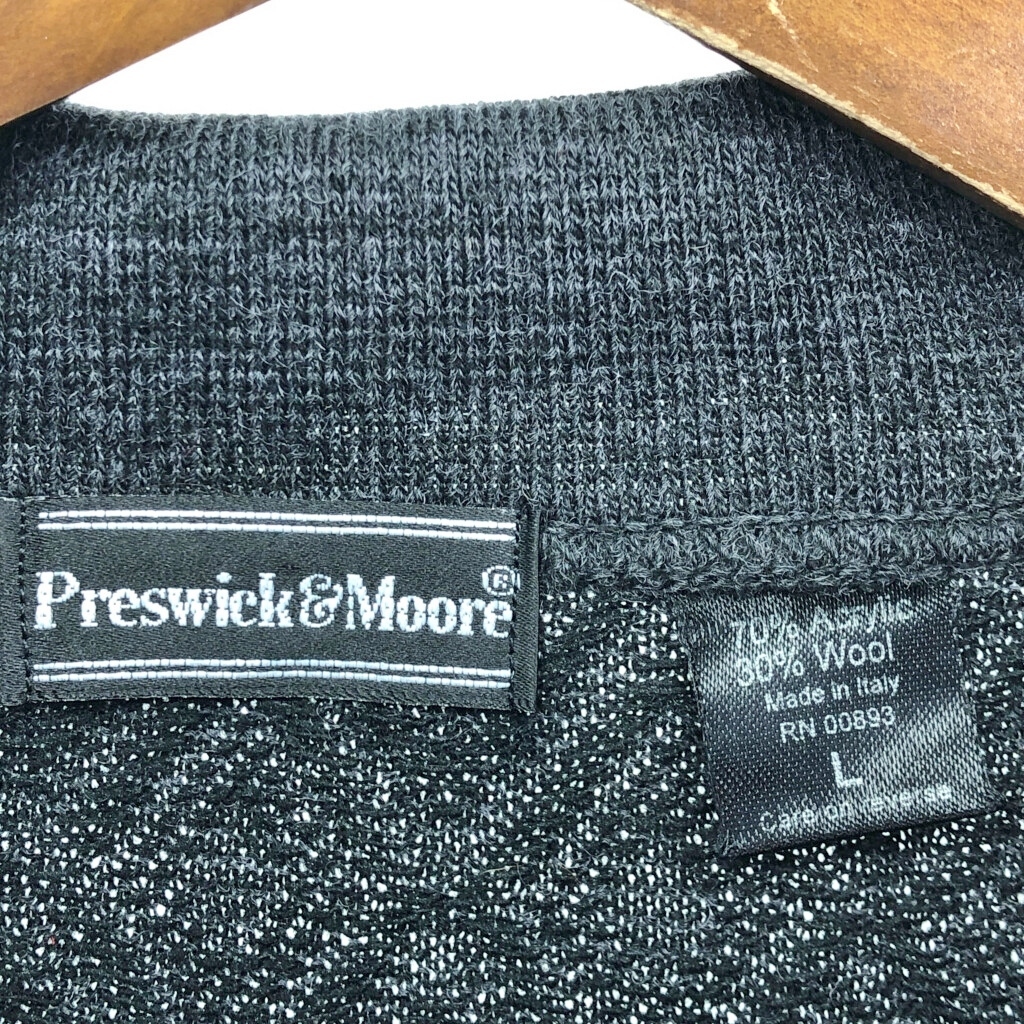 Preswick&Moore®
70% Acrylic
30% Wool
Made in Italy
RN 00893
L
Care on reverse